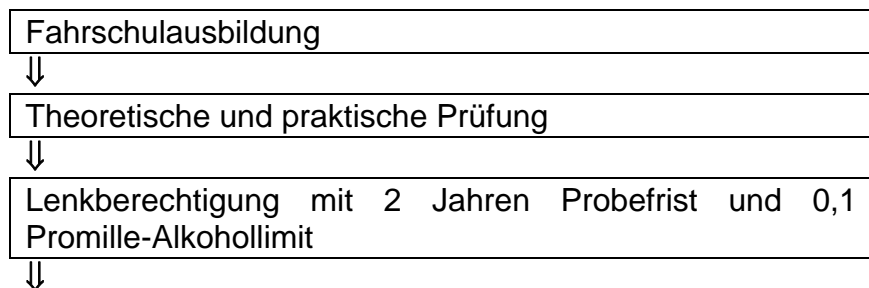 Fahrschulausbildung
⇓
Theoretische und praktische Prüfung
⇓
Lenkberechtigung mit 2 Jahren Probefrist und 0,1
Promille-Alkohollimit
⇓